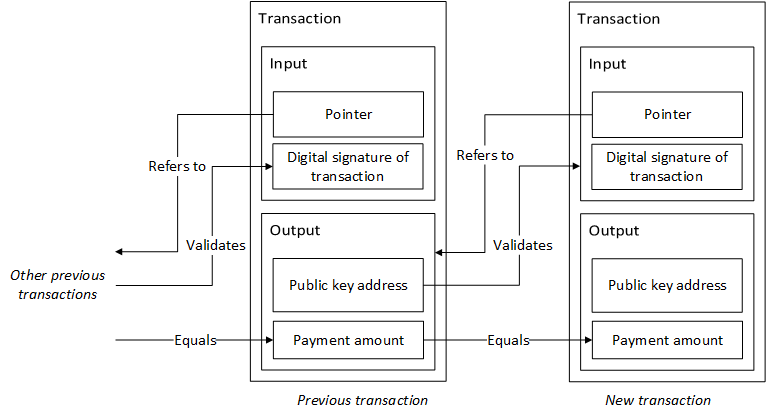 Transaction
Input
Pointer
Digital signature of
transaction
Output
Public key address
Payment amount
Previous transaction
Transaction
Input
Pointer
Digital signature of
transaction
Output
Public key address
Payment amount
New transaction
Refers to
Validates
Equals
Other previous
transactions
Refers to
Validates
Equals